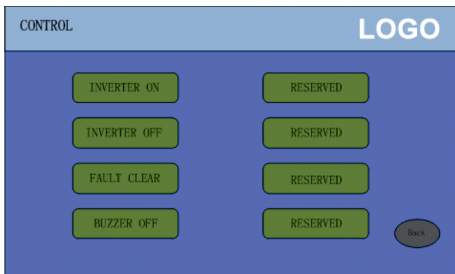 CONTROL
LOGO
INVERTER ON
RESERVED
INVERTER OFF
RESERVED
FAULT CLEAR
RESERVED
BUZZER OFF
RESERVED
Back